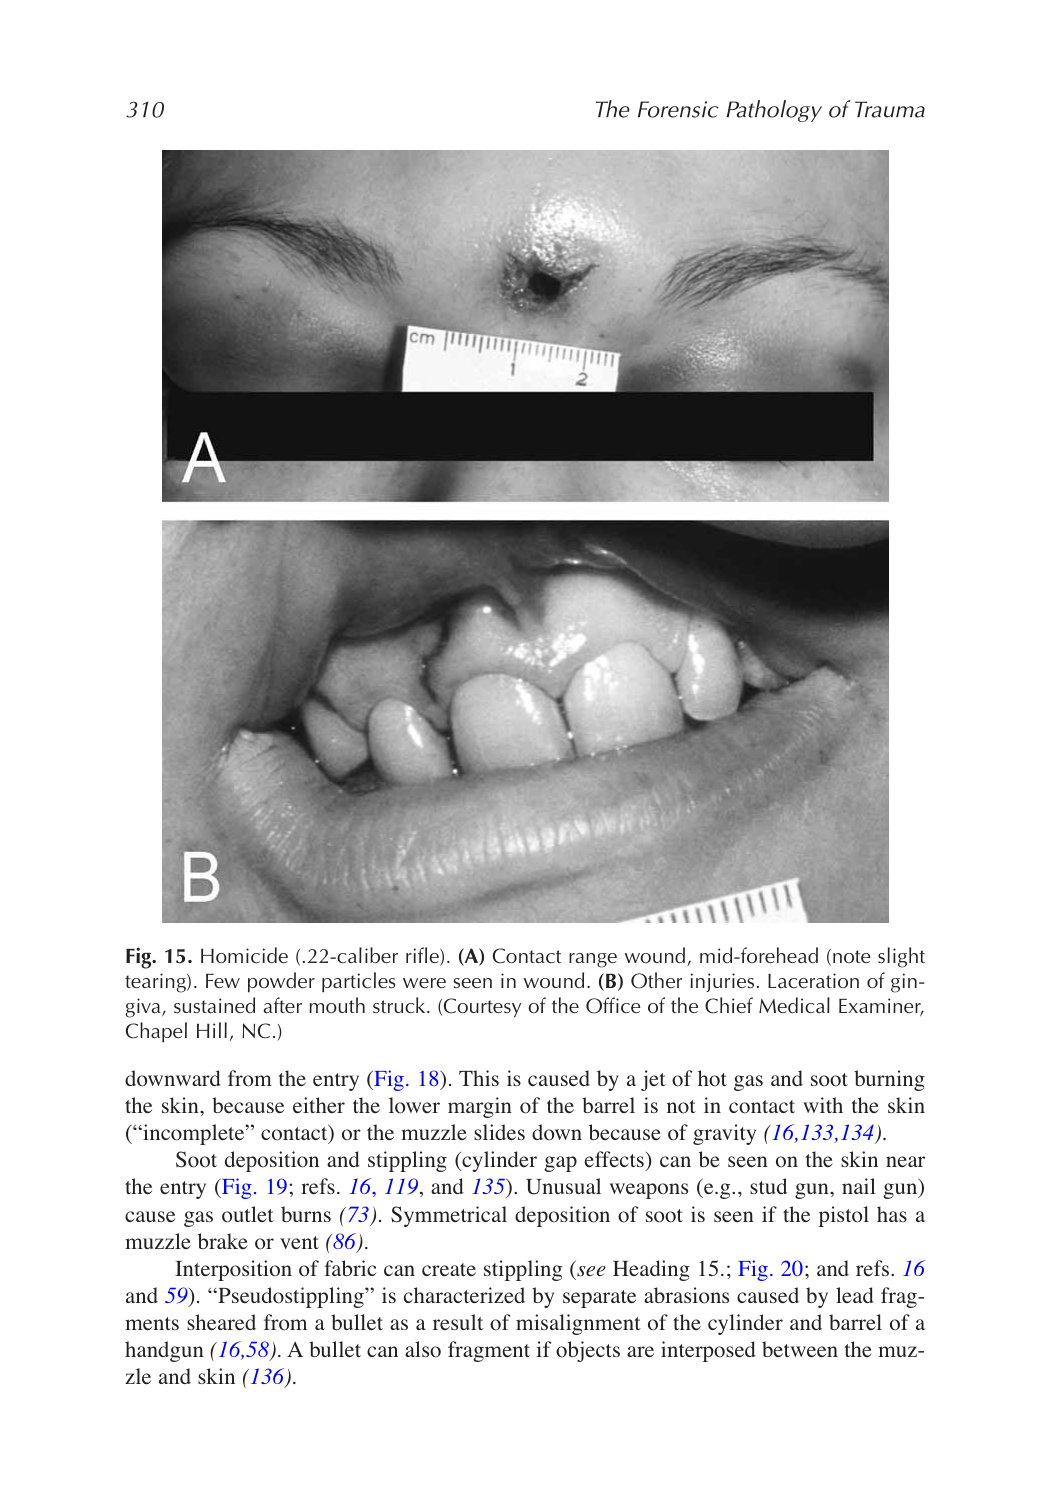 310
The Forensic Pathology of Trauma
cm
1
2
A
B
Fig. 15. Homicide (.22-caliber rifle). (A) Contact range wound, mid-forehead (note slight
tearing). Few powder particles were seen in wound. (B) Other injuries. Laceration of gin-
giva, sustained after mouth struck. (Courtesy of the Office of the Chief Medical Examiner,
Chapel Hill, NC.)
downward from the entry (Fig. 18). This is caused by a jet of hot gas and soot burning
the skin, because either the lower margin of the barrel is not in contact with the skin
(“incomplete” contact) or the muzzle slides down because of gravity (16,133,134).
Soot deposition and stippling (cylinder gap effects) can be seen on the skin near
the entry (Fig. 19; refs. 16, 119, and 135). Unusual weapons (e.g., stud gun, nail gun)
cause gas outlet burns (73). Symmetrical deposition of soot is seen if the pistol has a
muzzle brake or vent (86).
Interposition of fabric can create stippling (see Heading 15.; Fig. 20; and refs. 16
and 59). “Pseudostippling” is characterized by separate abrasions caused by lead frag-
ments sheared from a bullet as a result of misalignment of the cylinder and barrel of a
handgun (16,58). A bullet can also fragment if objects are interposed between the muz-
zle and skin (136).